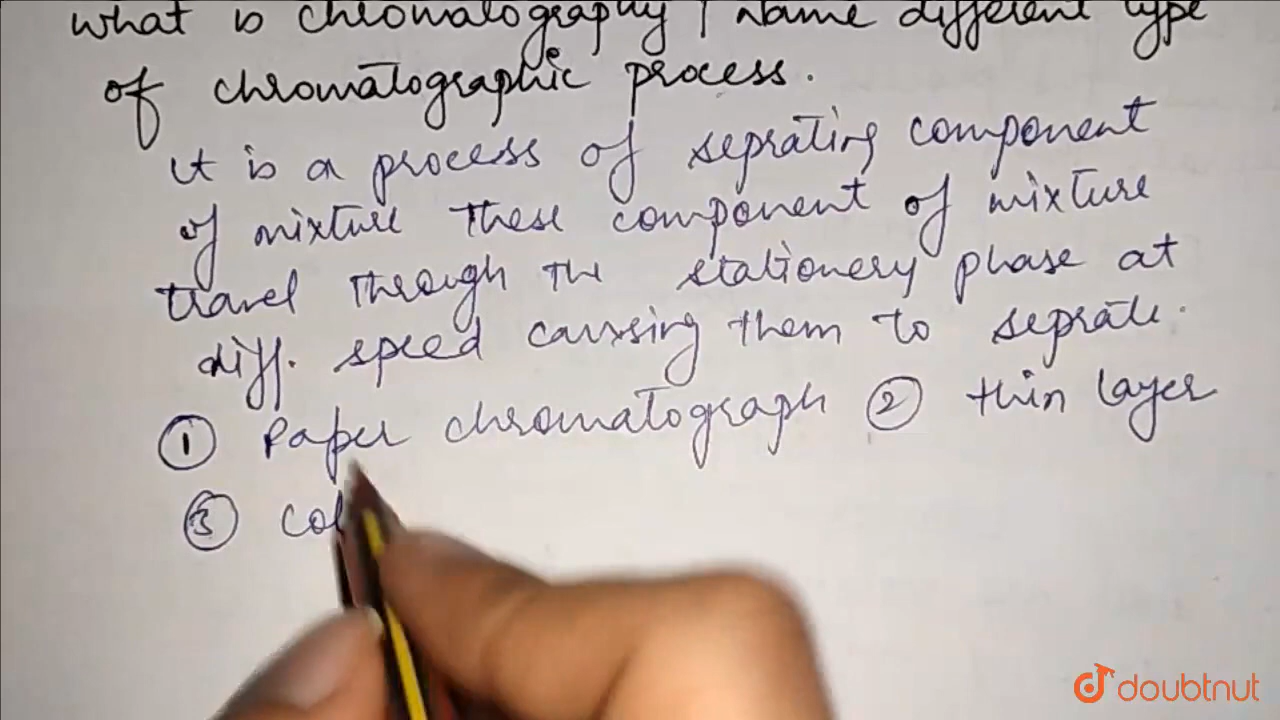 what is chromatography / Name different type
of chromatographic process.
it is a process of seprating component
of mixture These component of mixture
travel Through The stationery phase at
diff. speed causing them to seprate.
① Paper chromatograph ② thin layer
③ Col
doubtnut